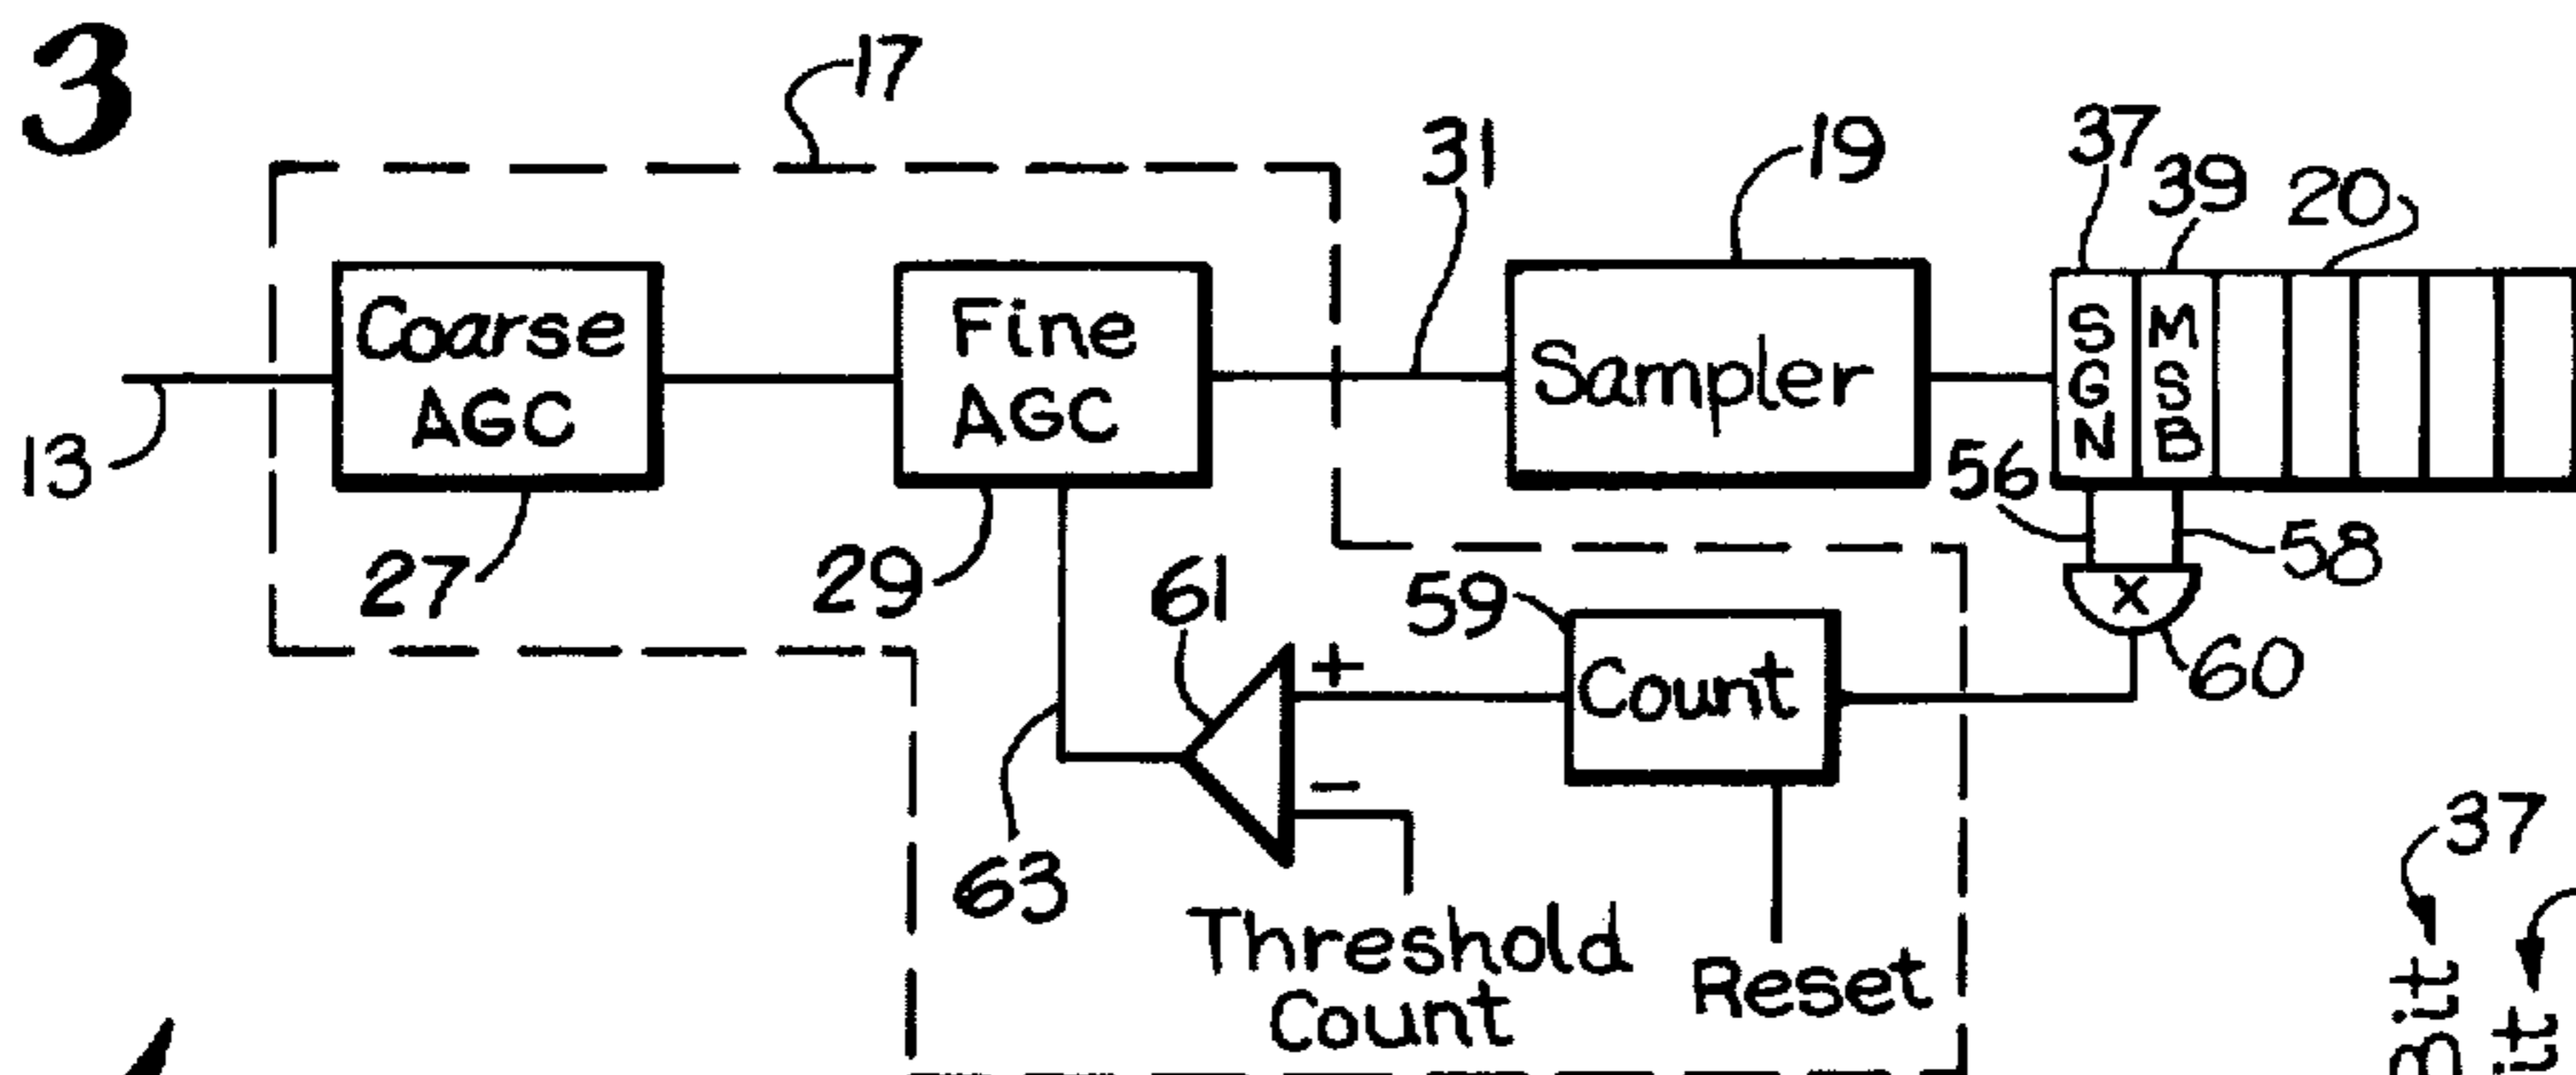 3
17
31
19
37
39
20
Coarse
AGC
Fine
AGC
Sampler
S
G
N
M
S
B
13
27
29
56
58
60
61
59
Count
+
−
63
Threshold
Count
Reset
X
37
Bit